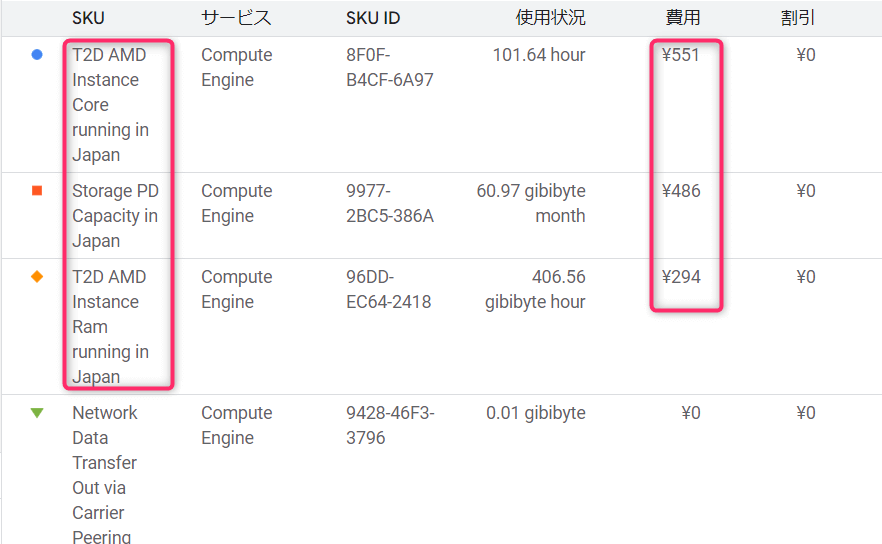 SKU サービス SKU ID 使用状況 費用 割引
T2D AMD Compute 8F0F- 101.64 hour ¥551 ¥0
Instance Engine B4CF-6A97
Core
running in
Japan
Storage PD Compute 9977- 60.97 gibibyte ¥486 ¥0
Capacity in Engine 2BC5-386A month
Japan
T2D AMD Compute 96DD- 406.56 ¥294 ¥0
Instance Engine EC64-2418 gibibyte hour
Ram
running in
Japan
Network Compute 9428-46F3- 0.01 gibibyte ¥0 ¥0
Data Engine 3796
Transfer
Out via
Carrier
Peering